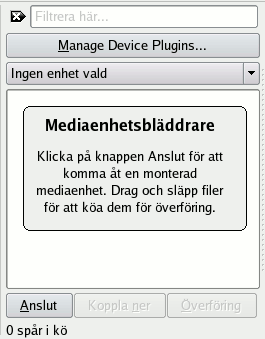 Filtrera här...
Manage Device Plugins...
Ingen enhet vald
Mediaenhetsbläddrare
Klicka på knappen Anslut för att
komma åt en monterad
mediaenhet. Drag och släpp filer
för att köa dem för överföring.
Anslut Koppla ner Överföring
0 spår i kö